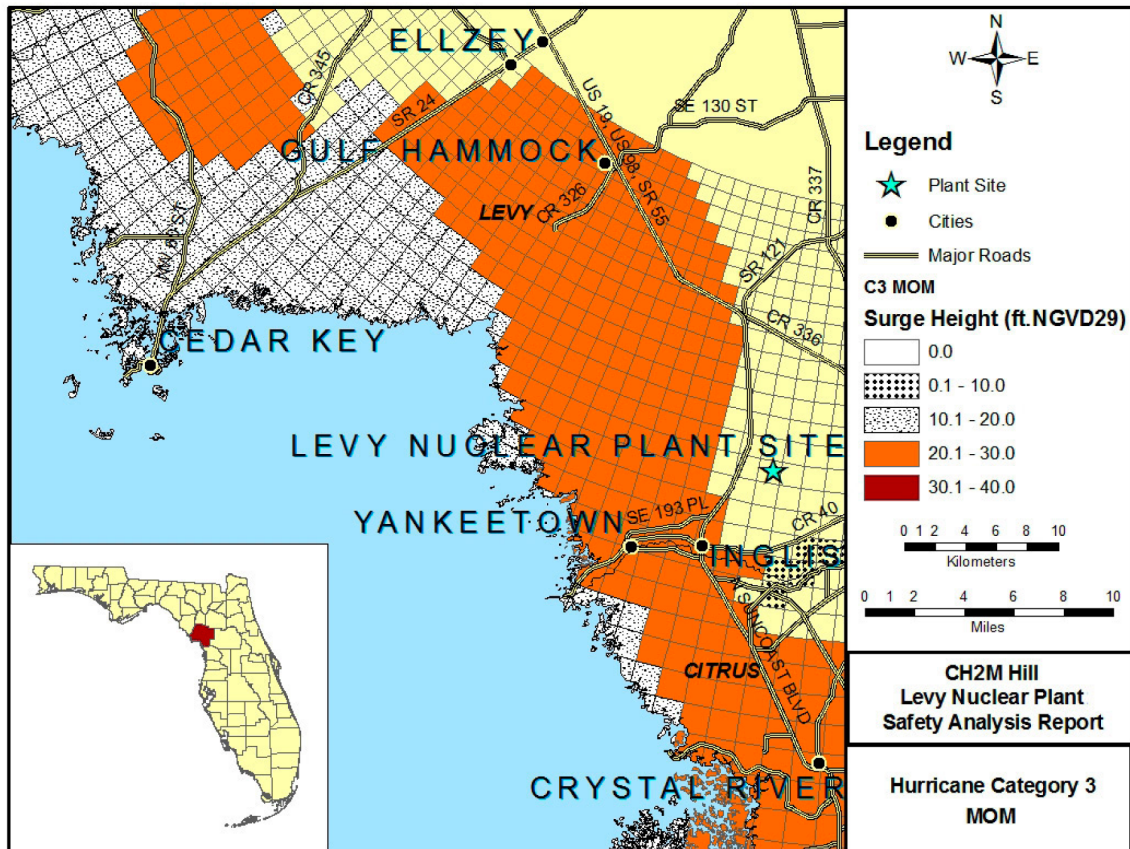 ELLZEY
CR 345
SR 24
US 19, US 98, SR 55
SE 130 ST
GULF HAMMOCK
CR 337
LEVY
CR 326
SR 121
CR 336
CEDAR KEY
LEVY NUCLEAR PLANT SITE
YANKEETOWN
SE 193 PL
CR 40
INGLIS
SUNCOAST BLVD
CITRUS
CRYSTAL RIVER
N
W
E
S
Legend
Plant Site
Cities
Major Roads
C3 MOM
Surge Height (ft.NGVD29)
0.0
0.1 - 10.0
10.1 - 20.0
20.1 - 30.0
30.1 - 40.0
0 1 2 4 6 8 10
Kilometers
0 1 2 4 6 8 10
Miles
CH2M Hill
Levy Nuclear Plant
Safety Analysis Report
Hurricane Category 3
MOM